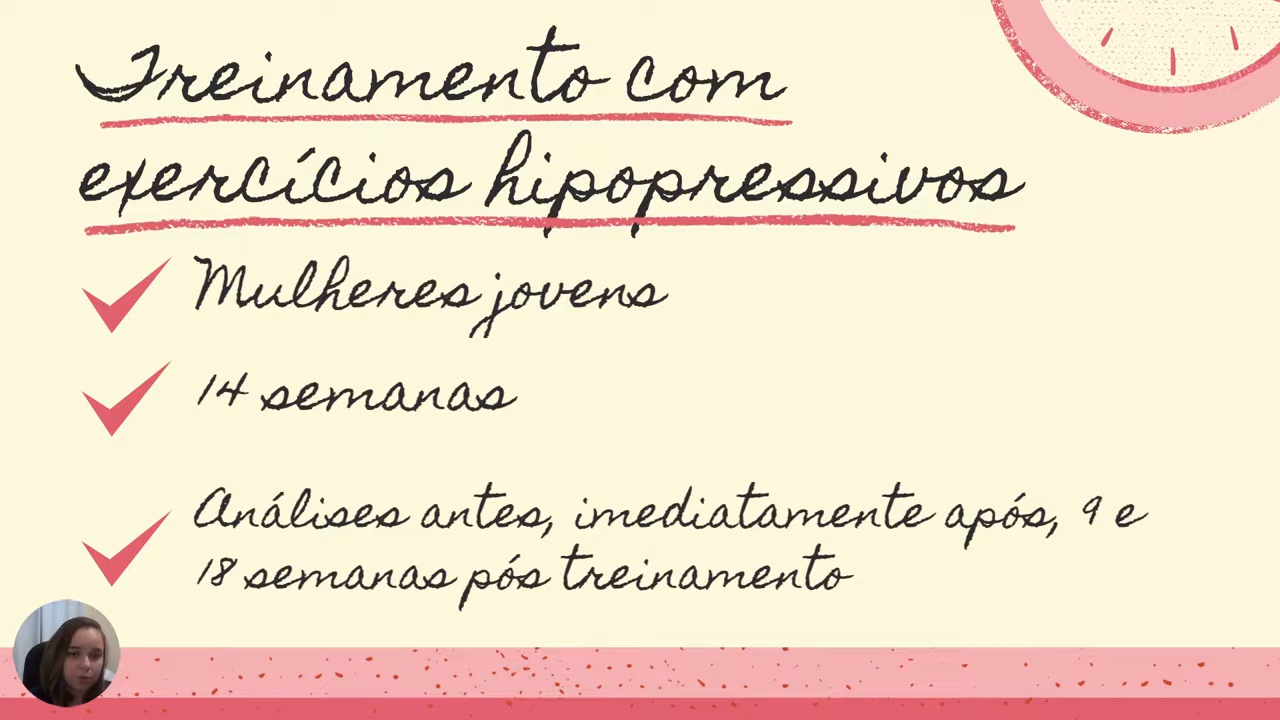 Treinamento com
exercícios hipopressivos
Mulheres jovens
14 semanas
Análises antes, imediatamente após, 9 e
18 semanas pós treinamento